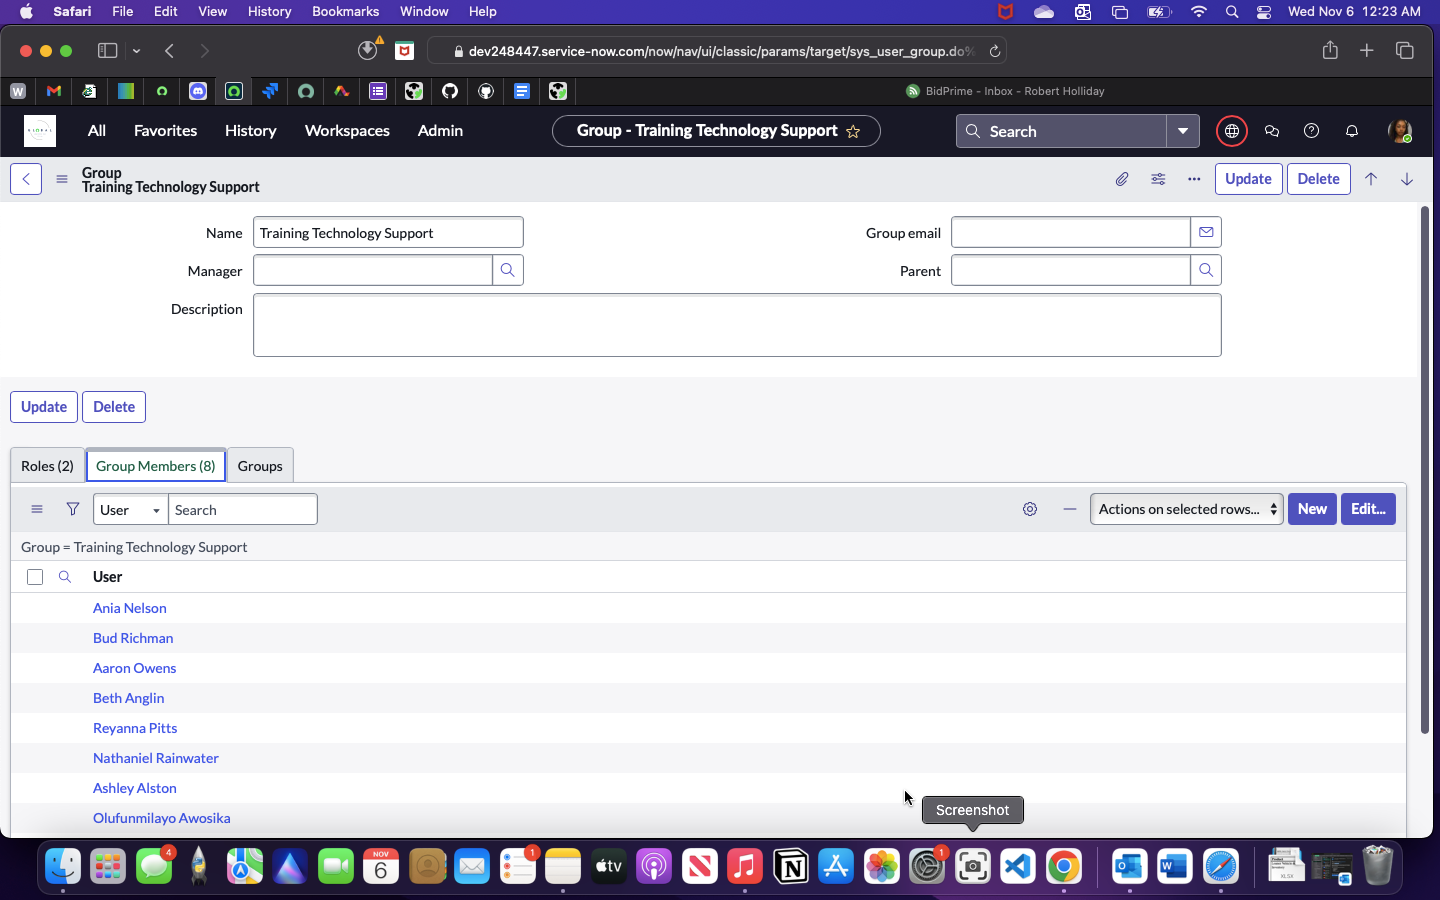 Safari File Edit View History Bookmarks Window Help Wed Nov 6 12:23 AM
dev248447.service-now.com/now/nav/ui/classic/params/target/sys_user_group.do%
W BidPrime - Inbox - Robert Holliday
GLOBAL All Favorites History Workspaces Admin Group - Training Technology Support Search
Group
Training Technology Support
Update Delete
Name Training Technology Support Group email
Manager Parent
Description
Update Delete
Roles (2) Group Members (8) Groups
User Search Actions on selected rows... New Edit...
Group = Training Technology Support
User
Ania Nelson
Bud Richman
Aaron Owens
Beth Anglin
Reyanna Pitts
Nathaniel Rainwater
Ashley Alston
Olufunmilayo Awosika
Screenshot
4 NOV 6 1 tv 1 W XLSX